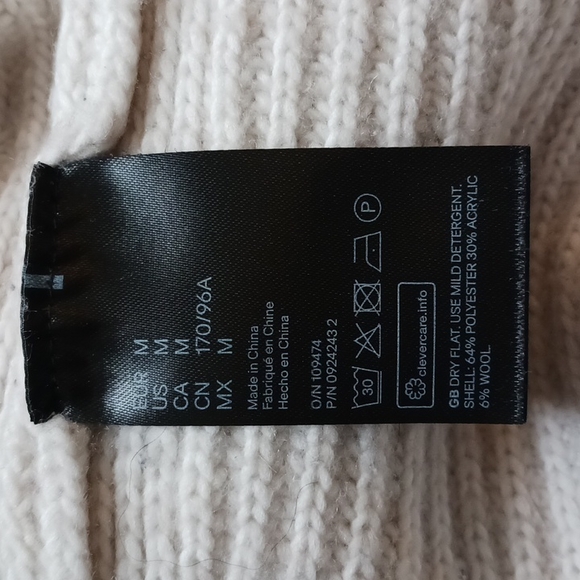 EUR M
US M
CA M
CN 170/96A
MX M
Made in China
Fabriqué en Chine
Hecho en China
O/N 109474
P/N 0924243 2
30 P
clevercare.info
GB DRY FLAT. USE MILD DETERGENT.
SHELL: 64% POLYESTER 30% ACRYLIC
6% WOOL